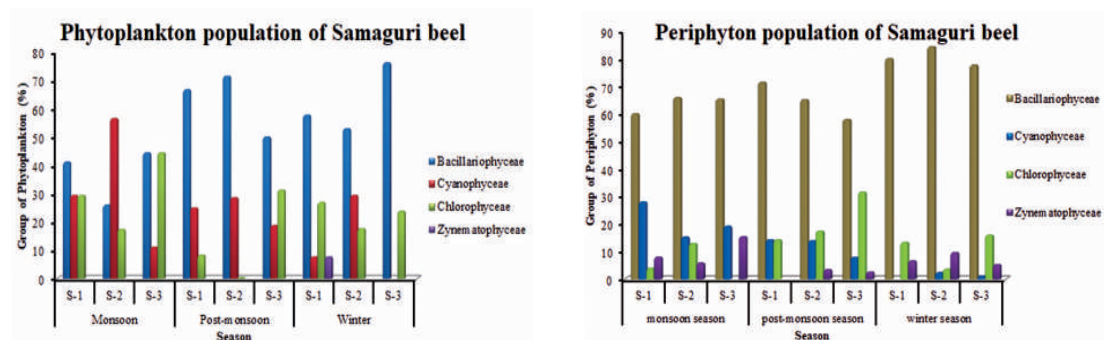 Phytoplankton population of Samaguri beel
Group of Phytoplankton (%)
80
70
60
50
40
30
20
10
0
S-1 S-2 S-3 S-1 S-2 S-3 S-1 S-2 S-3
Monsoon Post-monsoon Winter
Season
Bacillariophyceae
Cyanophyceae
Chlorophyceae
Zynematophyceae
Periphyton population of Samaguri beel
Group of Periphyton (%)
90
80
70
60
50
40
30
20
10
0
S-1 S-2 S-3 S-1 S-2 S-3 S-1 S-2 S-3
monsoon season post-monsoon season winter season
Season
Bacillariophyceae
Cyanophyceae
Chlorophyceae
Zynematophyceae